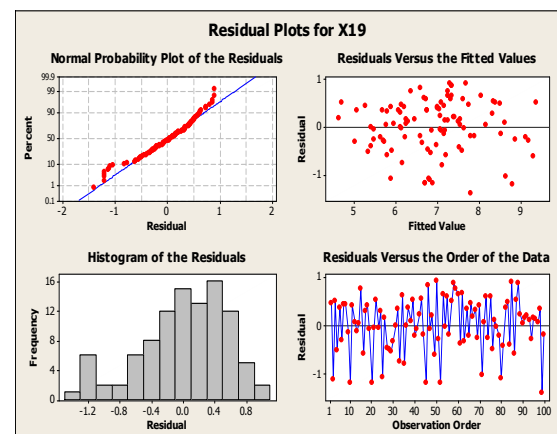 Residual Plots for X19
Normal Probability Plot of the Residuals
99.9
99
90
50
10
1
0.1
Percent
-2 -1 0 1 2
Residual
Residuals Versus the Fitted Values
1
0
-1
Residual
5 6 7 8 9
Fitted Value
Histogram of the Residuals
16
12
8
4
0
Frequency
-1.2 -0.8 -0.4 0.0 0.4 0.8
Residual
Residuals Versus the Order of the Data
1
0
-1
Residual
1 10 20 30 40 50 60 70 80 90 100
Observation Order